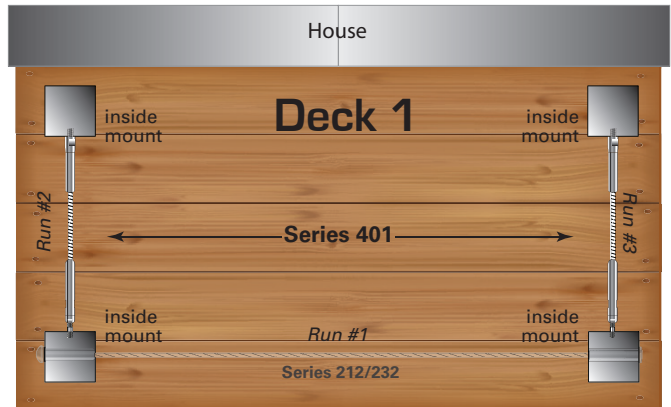 House
Deck 1
inside
mount
inside
mount
Run #2
Series 401
Run #3
inside
mount
Run #1
inside
mount
Series 212/232